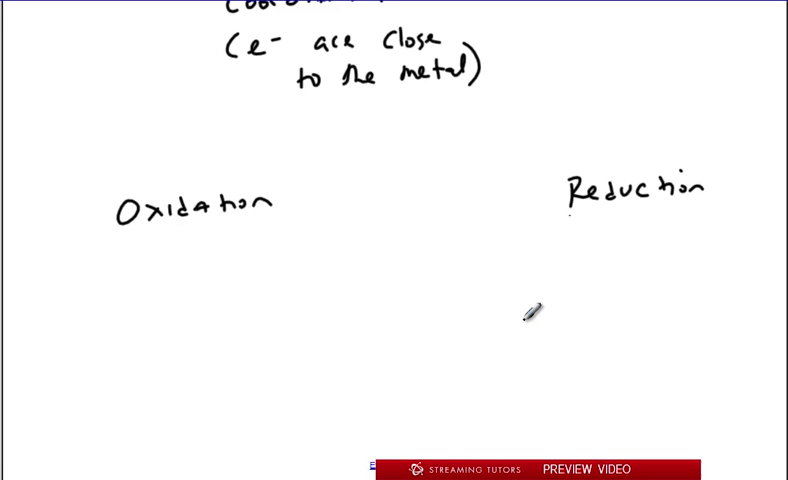 (e- are close
to the metal)
Oxidation
Reduction
E
STREAMING TUTORS PREVIEW VIDEO